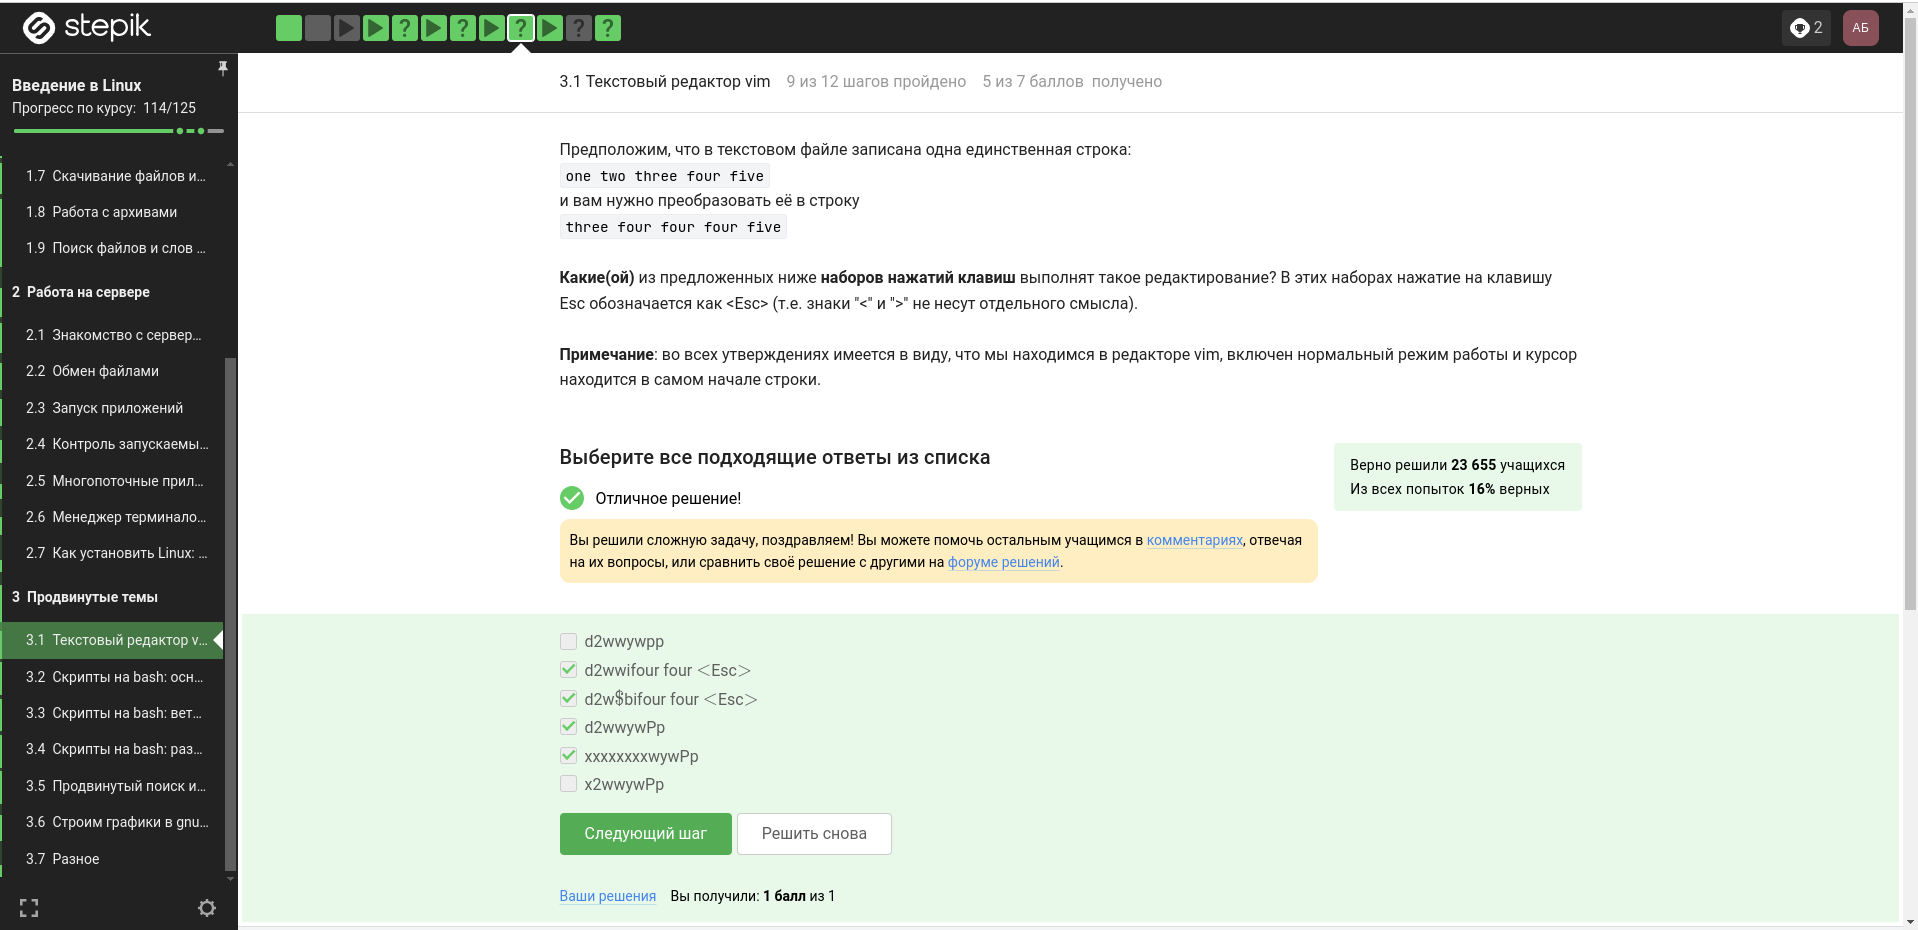 stepik
2
АБ
Введение в Linux
Прогресс по курсу: 114/125
1.7 Скачивание файлов и...
1.8 Работа с архивами
1.9 Поиск файлов и слов ...
2 Работа на сервере
2.1 Знакомство с сервер...
2.2 Обмен файлами
2.3 Запуск приложений
2.4 Контроль запускаемы...
2.5 Многопоточные прил...
2.6 Менеджер терминало...
2.7 Как установить Linux: ...
3 Продвинутые темы
3.1 Текстовый редактор v...
3.2 Скрипты на bash: осн...
3.3 Скрипты на bash: вет...
3.4 Скрипты на bash: раз...
3.5 Продвинутый поиск и...
3.6 Строим графики в gnu...
3.7 Разное
3.1 Текстовый редактор vim 9 из 12 шагов пройдено 5 из 7 баллов получено
Предположим, что в текстовом файле записана одна единственная строка:
one two three four five
и вам нужно преобразовать её в строку
three four four four five
Какие(ой) из предложенных ниже наборов нажатий клавиш выполнят такое редактирование? В этих наборах нажатие на клавишу
Esc обозначается как <Esc> (т.е. знаки "<" и ">" не несут отдельного смысла).
Примечание: во всех утверждениях имеется в виду, что мы находимся в редакторе vim, включен нормальный режим работы и курсор
находится в самом начале строки.
Выберите все подходящие ответы из списка
Верно решили 23 655 учащихся
Из всех попыток 16% верных
Отличное решение!
Вы решили сложную задачу, поздравляем! Вы можете помочь остальным учащимся в комментариях, отвечая
на их вопросы, или сравнить своё решение с другими на форуме решений.
d2wwywpp
d2wwifour four <Esc>
d2w$bifour four <Esc>
d2wwywPp
xxxxxxxxwywPp
x2wwywPp
Следующий шаг
Решить снова
Ваши решения Вы получили: 1 балл из 1